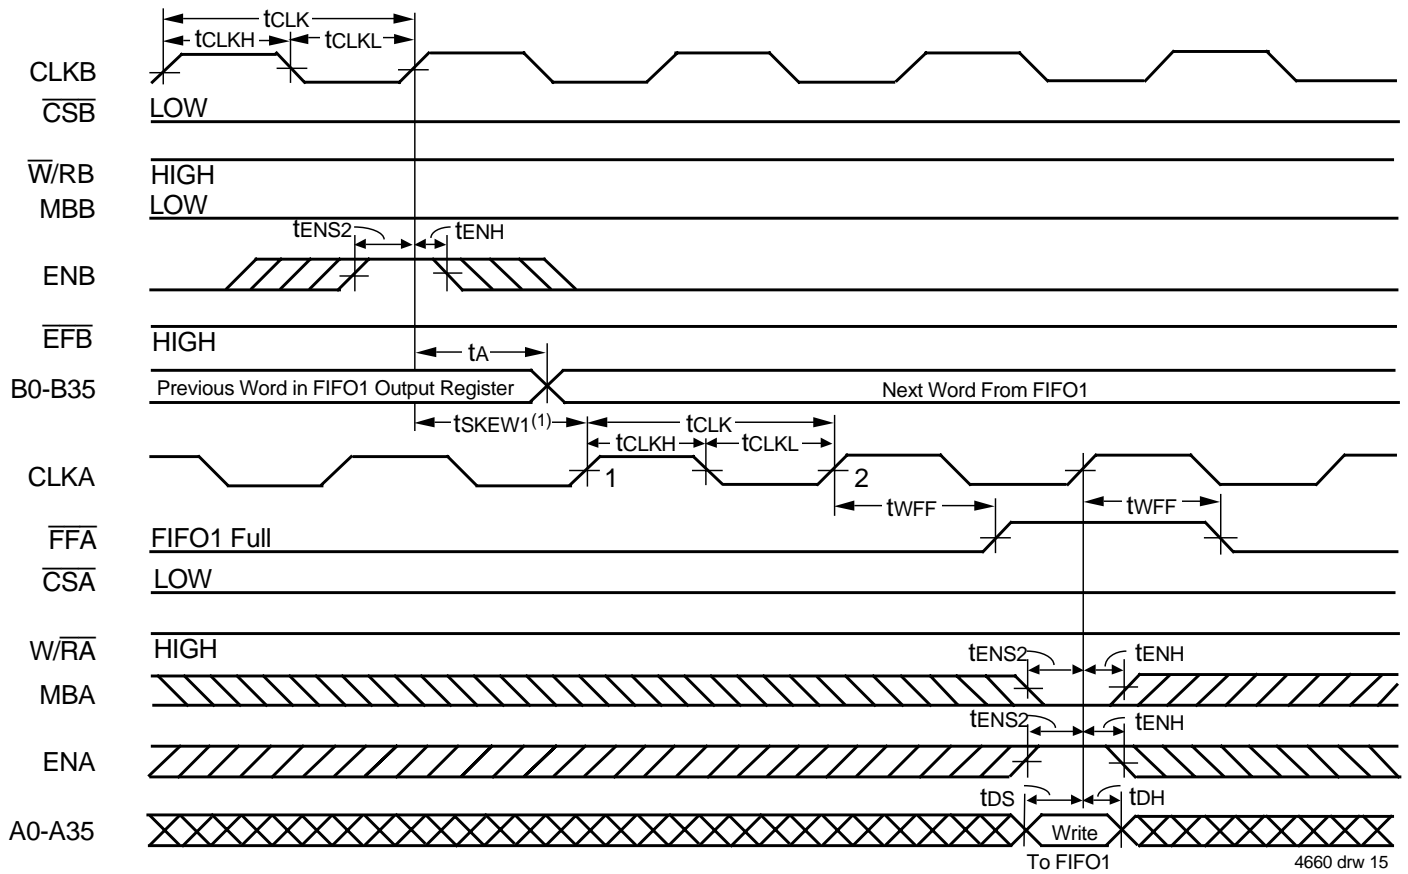 tCLK
tCLKH tCLKL
CLKB
CSB LOW
W/RB HIGH
MBB LOW
tENS2 tENH
ENB
EFB HIGH
tA
B0-B35 Previous Word in FIFO1 Output Register Next Word From FIFO1
tSKEW1(1) tCLK
tCLKH tCLKL
CLKA 1 2
tWFF tWFF
FFA FIFO1 Full
CSA LOW
W/RA HIGH
tENS2 tENH
MBA
tENS2 tENH
ENA
tDS tDH
A0-A35 Write
To FIFO1 4660 drw 15